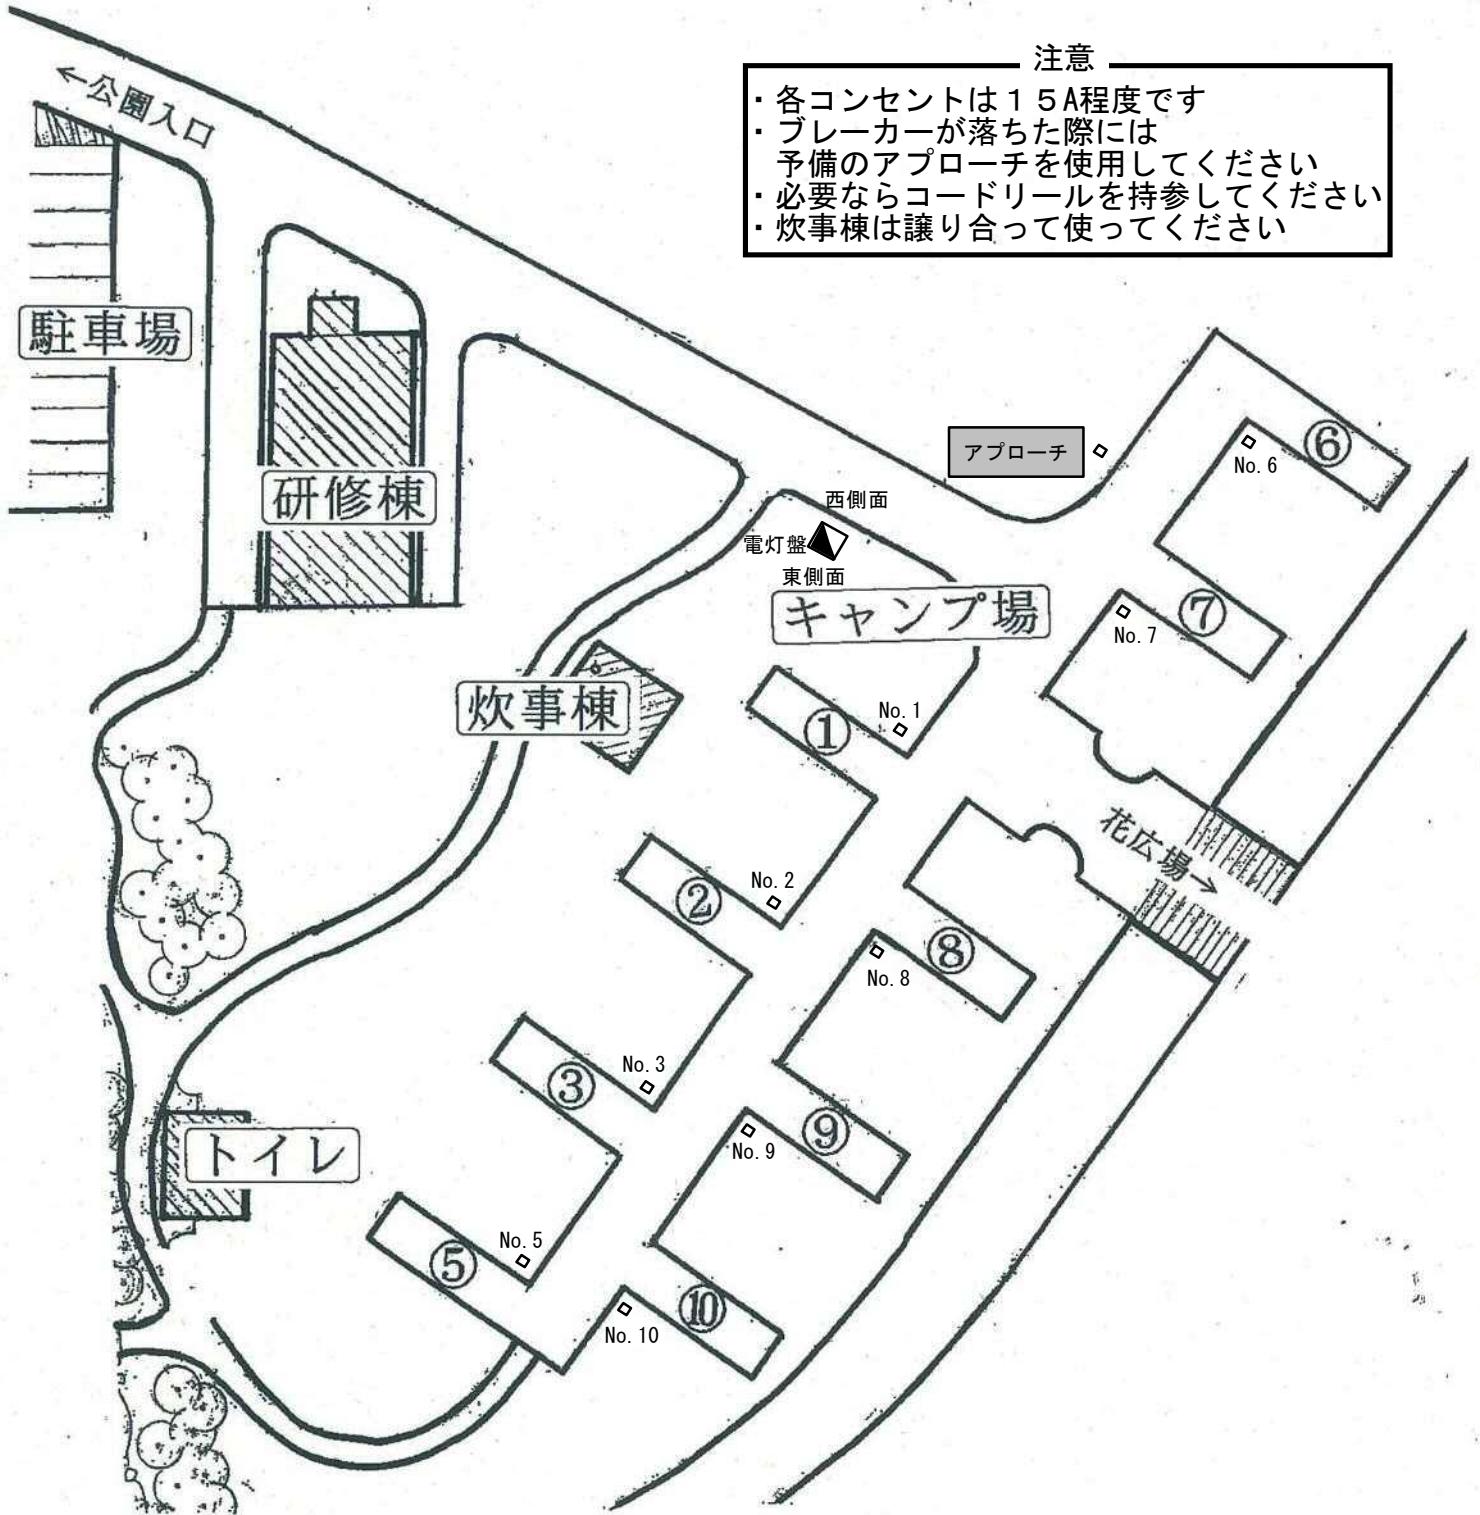 注意
・各コンセントは１５A程度です
・ブレーカーが落ちた際には
予備のアプローチを使用してください
・必要ならコードリールを持参してください
・炊事棟は譲り合って使ってください
←公園入口
駐車場
研修棟
アプローチ
⑥
No.6
西側面
電灯盤
東側面
キャンプ場
⑦
No.7
炊事棟
①
No.1
花広場→
②
No.2
⑧
No.8
③
No.3
⑨
No.9
トイレ
⑤
No.5
⑩
No.10